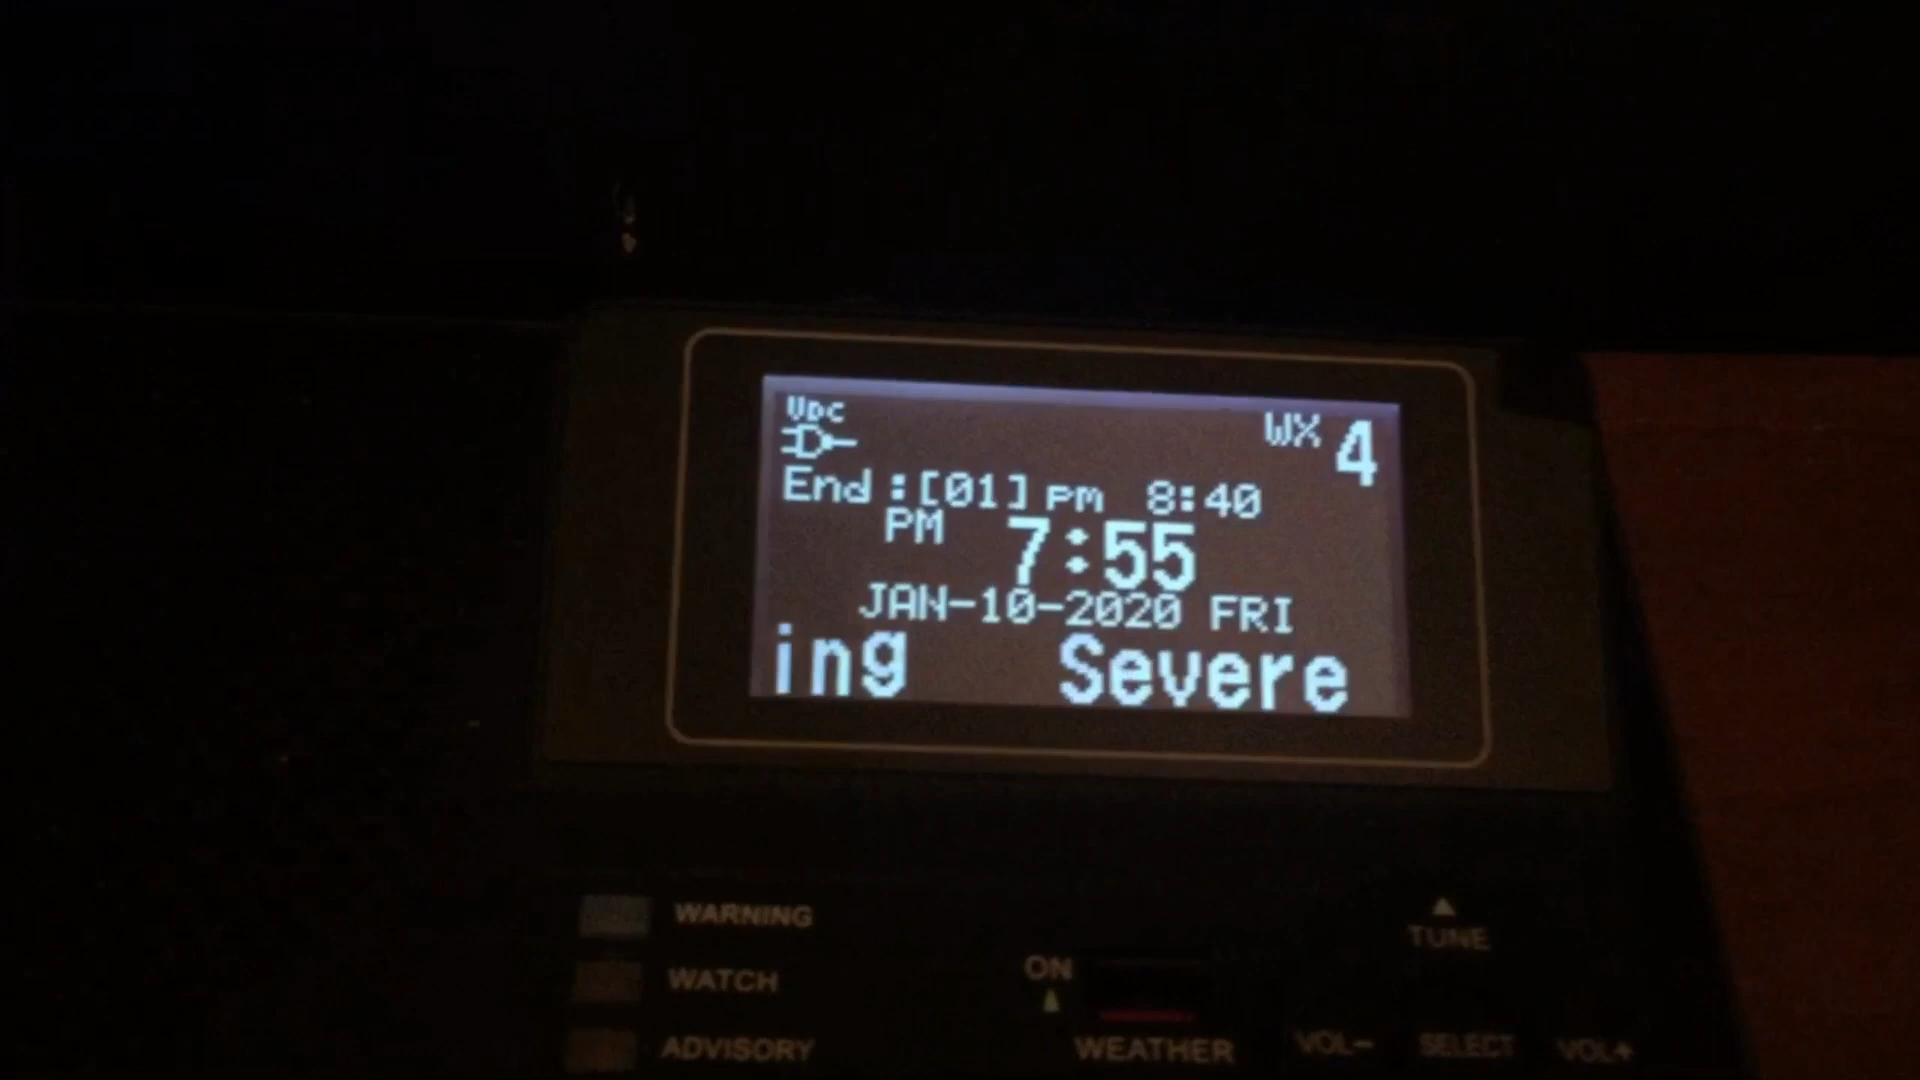 VDC
WX 4
End :[01] pm 8:40
PM 7:55
JAN-10-2020 FRI
ing Severe
WARNING
WATCH
ADVISORY
ON
WEATHER
TUNE
VOL- SELECT VOL+